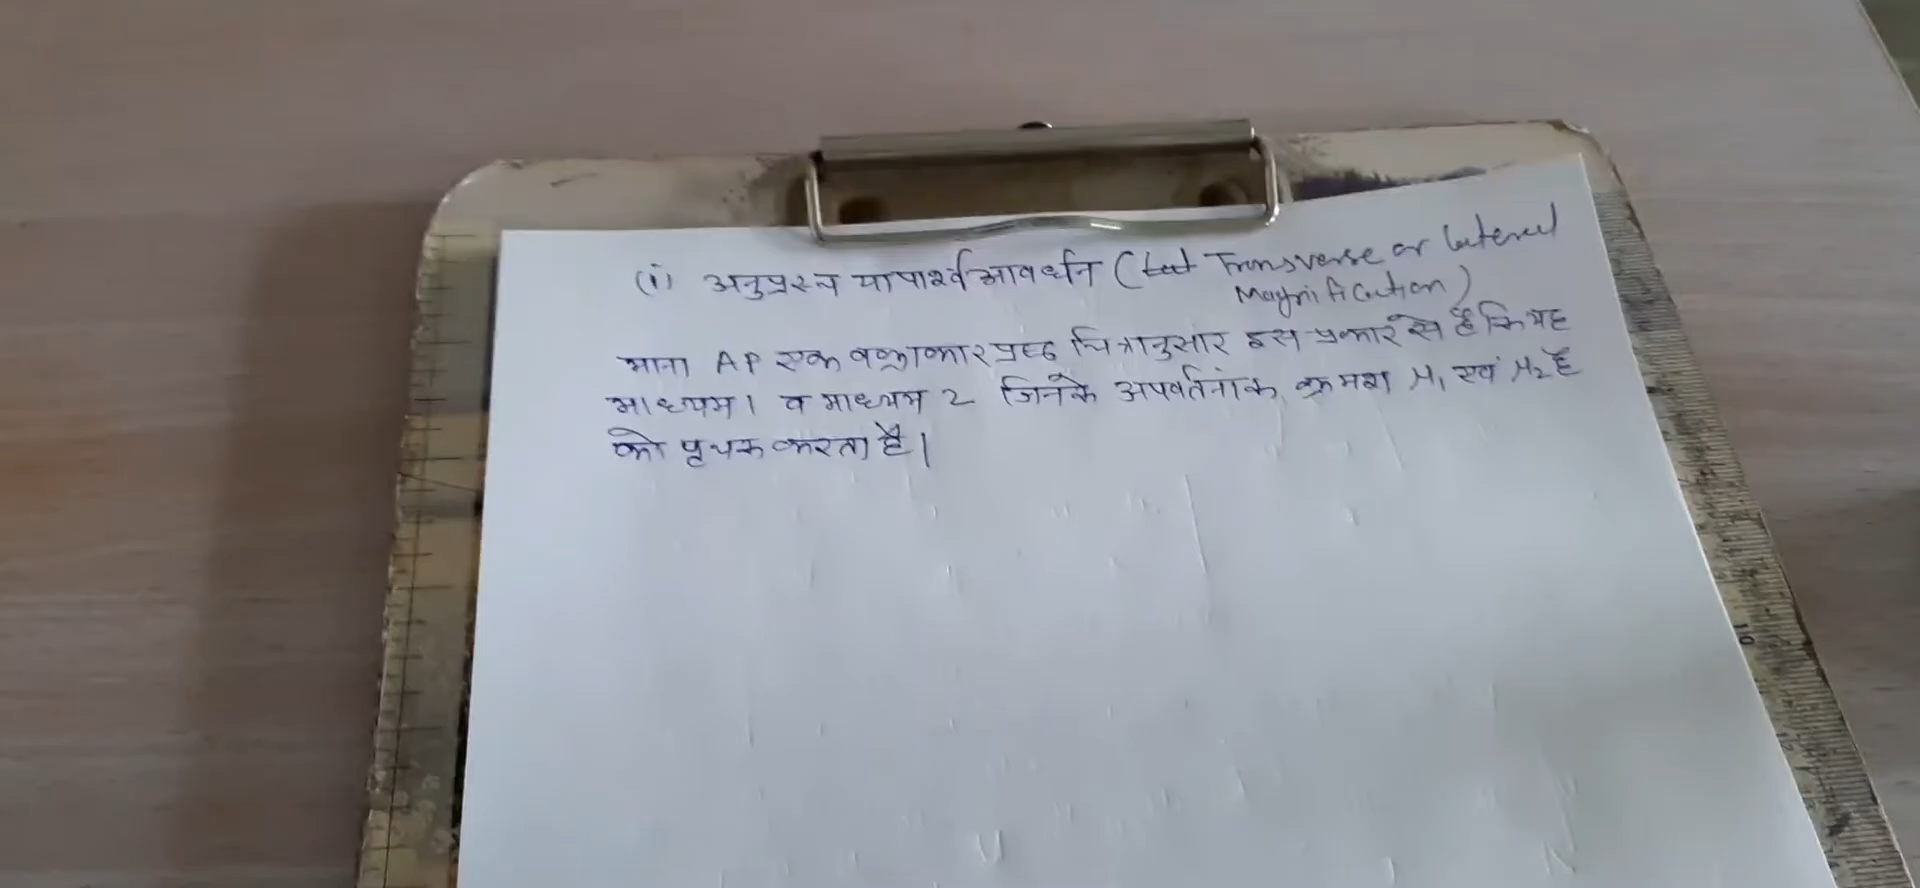 (i) अनुप्रस्थ या पार्श्व आवर्धन (Transverse or lateral
Magnification)
माना AP एक वक्राकार पृष्ठ चित्रानुसार इस प्रकार से है कि यह
माध्यम 1 व माध्यम 2 जिनके अपवर्तनांक क्रमश μ₁ एवं μ₂ है
को पृथक करता है।
10